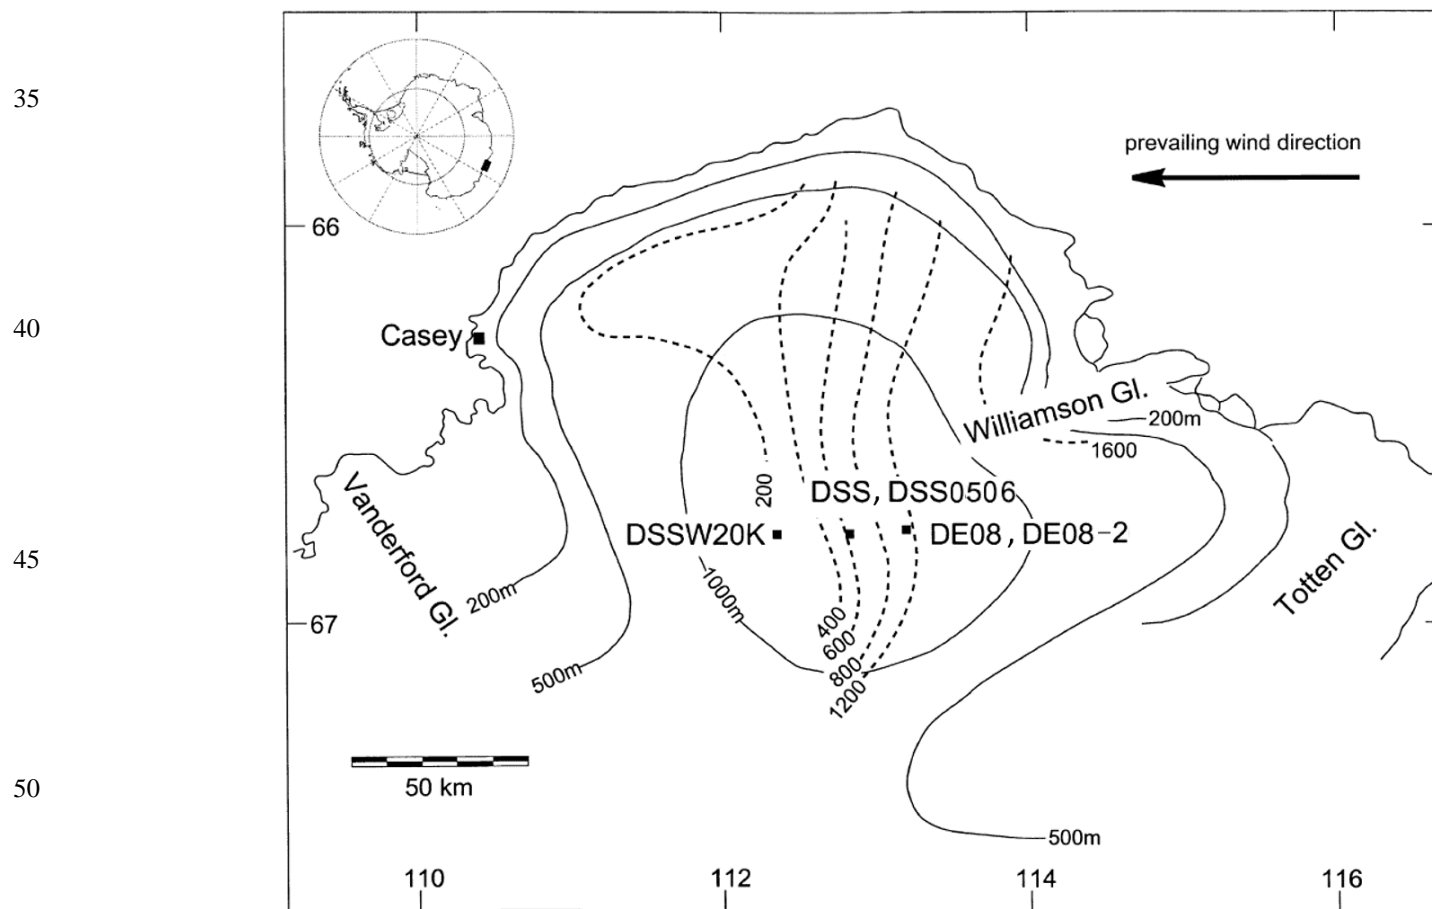 35
prevailing wind direction
66
40
Casey
Williamson Gl.
200m
1600
200
DSS, DSS0506
Vanderford Gl.
DSSW20K
DE08, DE08-2
45
Totten Gl.
1000m
200m
400
67
600
500m
800
1200
50 km
50
500m
110
112
114
116